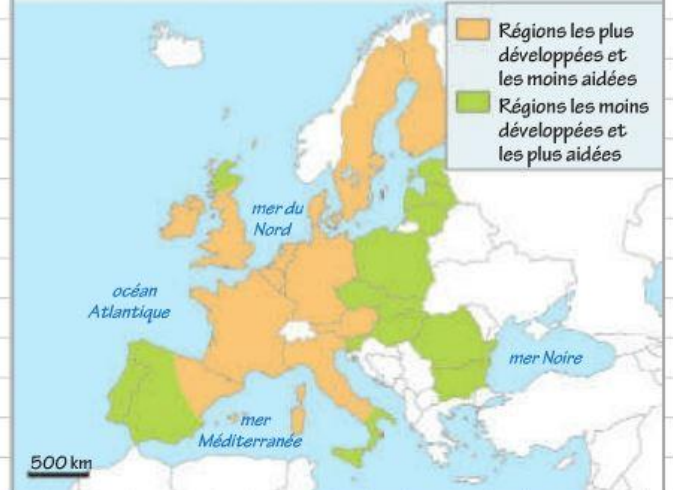 Régions les plus
développées et
les moins aidées
Régions les moins
développées et
les plus aidées
mer du
Nord
océan
Atlantique
mer Noire
mer
Méditerranée
500 km